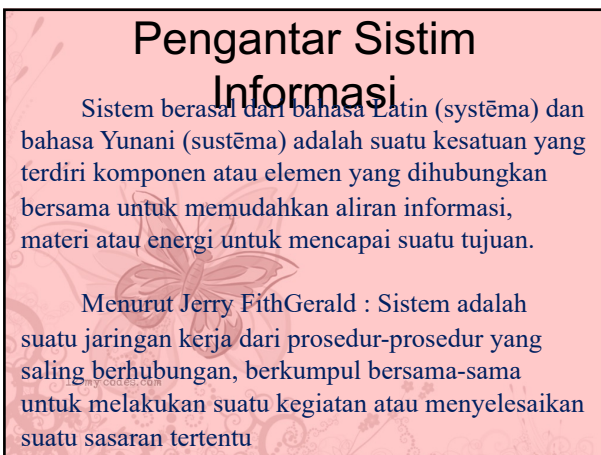 Pengantar Sistim
Informasi
Sistem berasal dari bahasa Latin (systēma) dan
bahasa Yunani (sustēma) adalah suatu kesatuan yang
terdiri komponen atau elemen yang dihubungkan
bersama untuk memudahkan aliran informasi,
materi atau energi untuk mencapai suatu tujuan.
Menurut Jerry FithGerald : Sistem adalah
suatu jaringan kerja dari prosedur-prosedur yang
saling berhubungan, berkumpul bersama-sama
untuk melakukan suatu kegiatan atau menyelesaikan
suatu sasaran tertentu